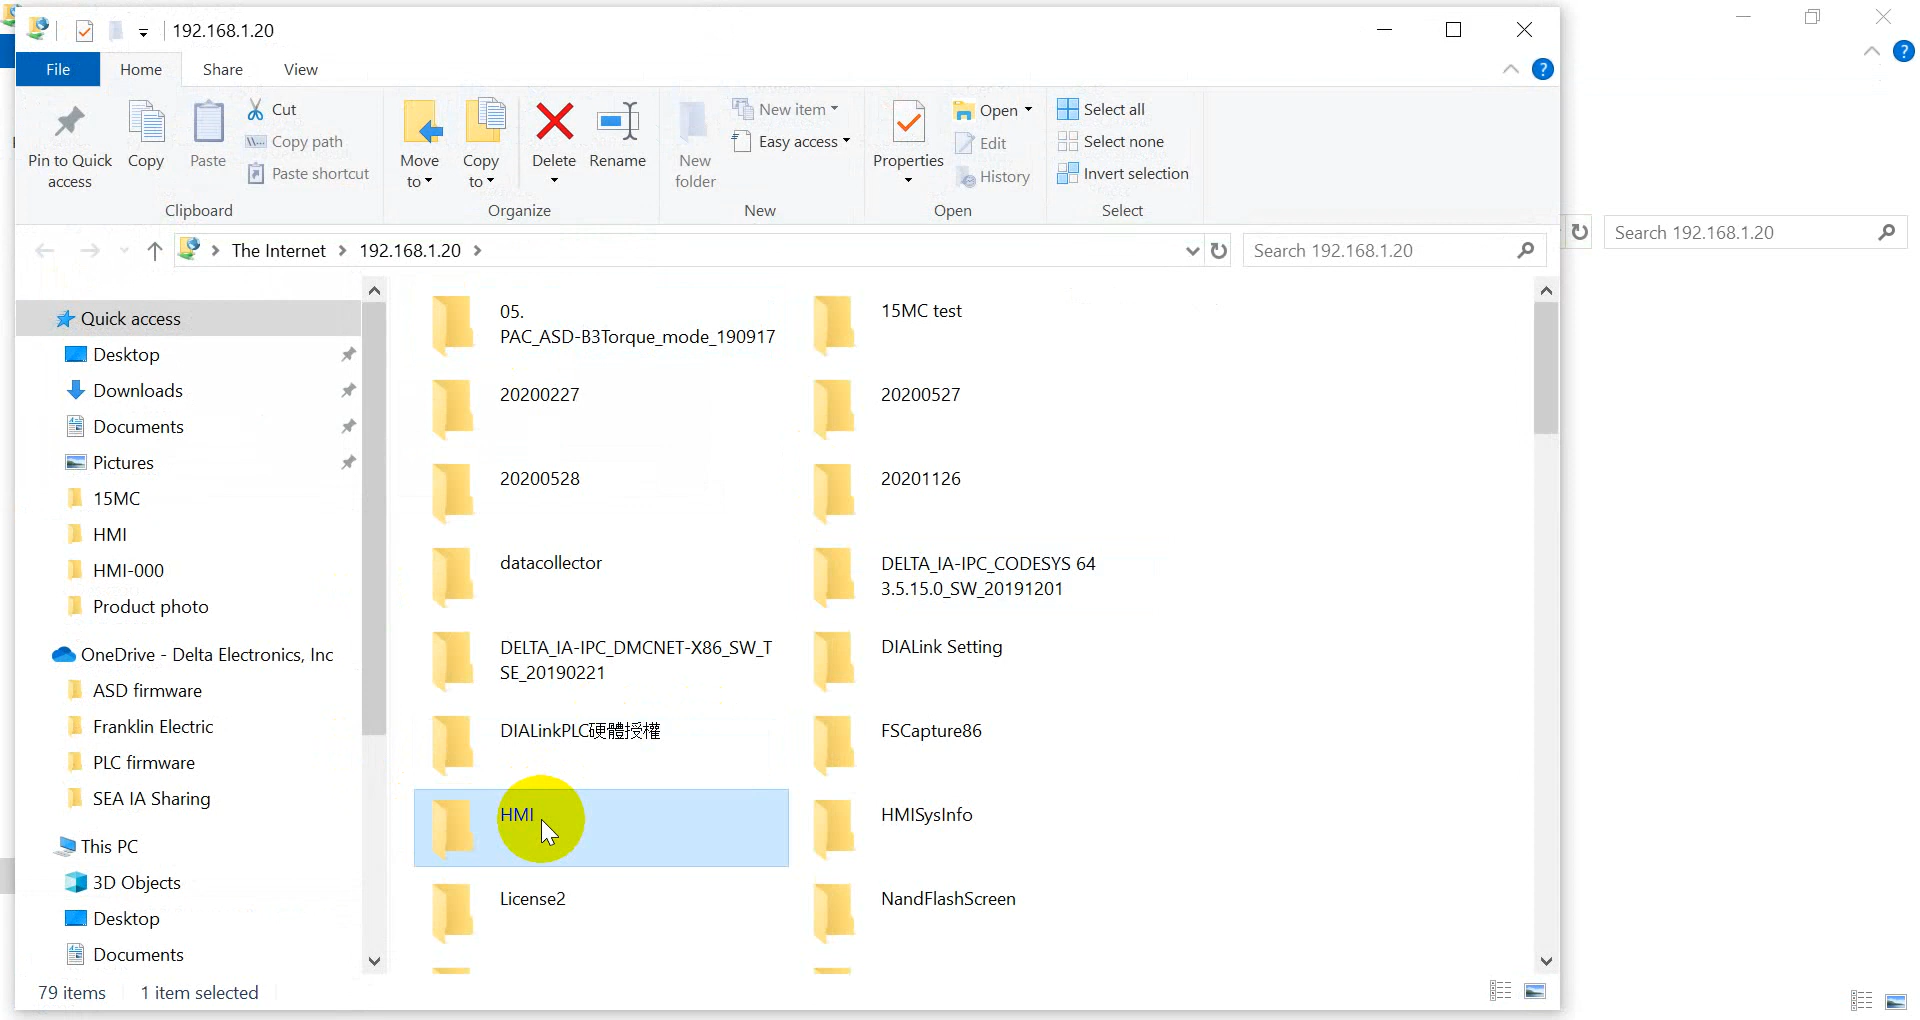 192.168.1.20
File
Home
Share
View
Pin to Quick
access
Copy
Paste
Cut
Copy path
Paste shortcut
Clipboard
Move
to
Copy
to
Delete
Rename
Organize
New
folder
New item
Easy access
New
Properties
Open
Edit
History
Open
Select all
Select none
Invert selection
Select
The Internet
192.168.1.20
Search 192.168.1.20
Search 192.168.1.20
Quick access
Desktop
Downloads
Documents
Pictures
15MC
HMI
HMI-000
Product photo
OneDrive - Delta Electronics, Inc
ASD firmware
Franklin Electric
PLC firmware
SEA IA Sharing
This PC
3D Objects
Desktop
Documents
05.
PAC_ASD-B3Torque_mode_190917
15MC test
20200227
20200527
20200528
20201126
datacollector
DELTA_IA-IPC_CODESYS 64
3.5.15.0_SW_20191201
DELTA_IA-IPC_DMCNET-X86_SW_T
SE_20190221
DIALink Setting
DIALinkPLC硬體授權
FSCapture86
HMI
HMISysInfo
License2
NandFlashScreen
79 items
1 item selected